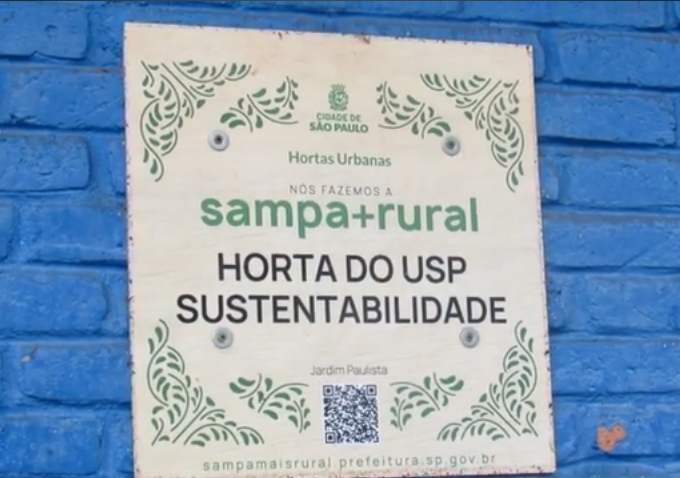 CIDADE DE
SÃO PAULO
Hortas Urbanas
NÓS FAZEMOS A
sampa+rural
HORTA DO USP
SUSTENTABILIDADE
Jardim Paulista
sampamaisrural.prefeitura.sp.gov.br